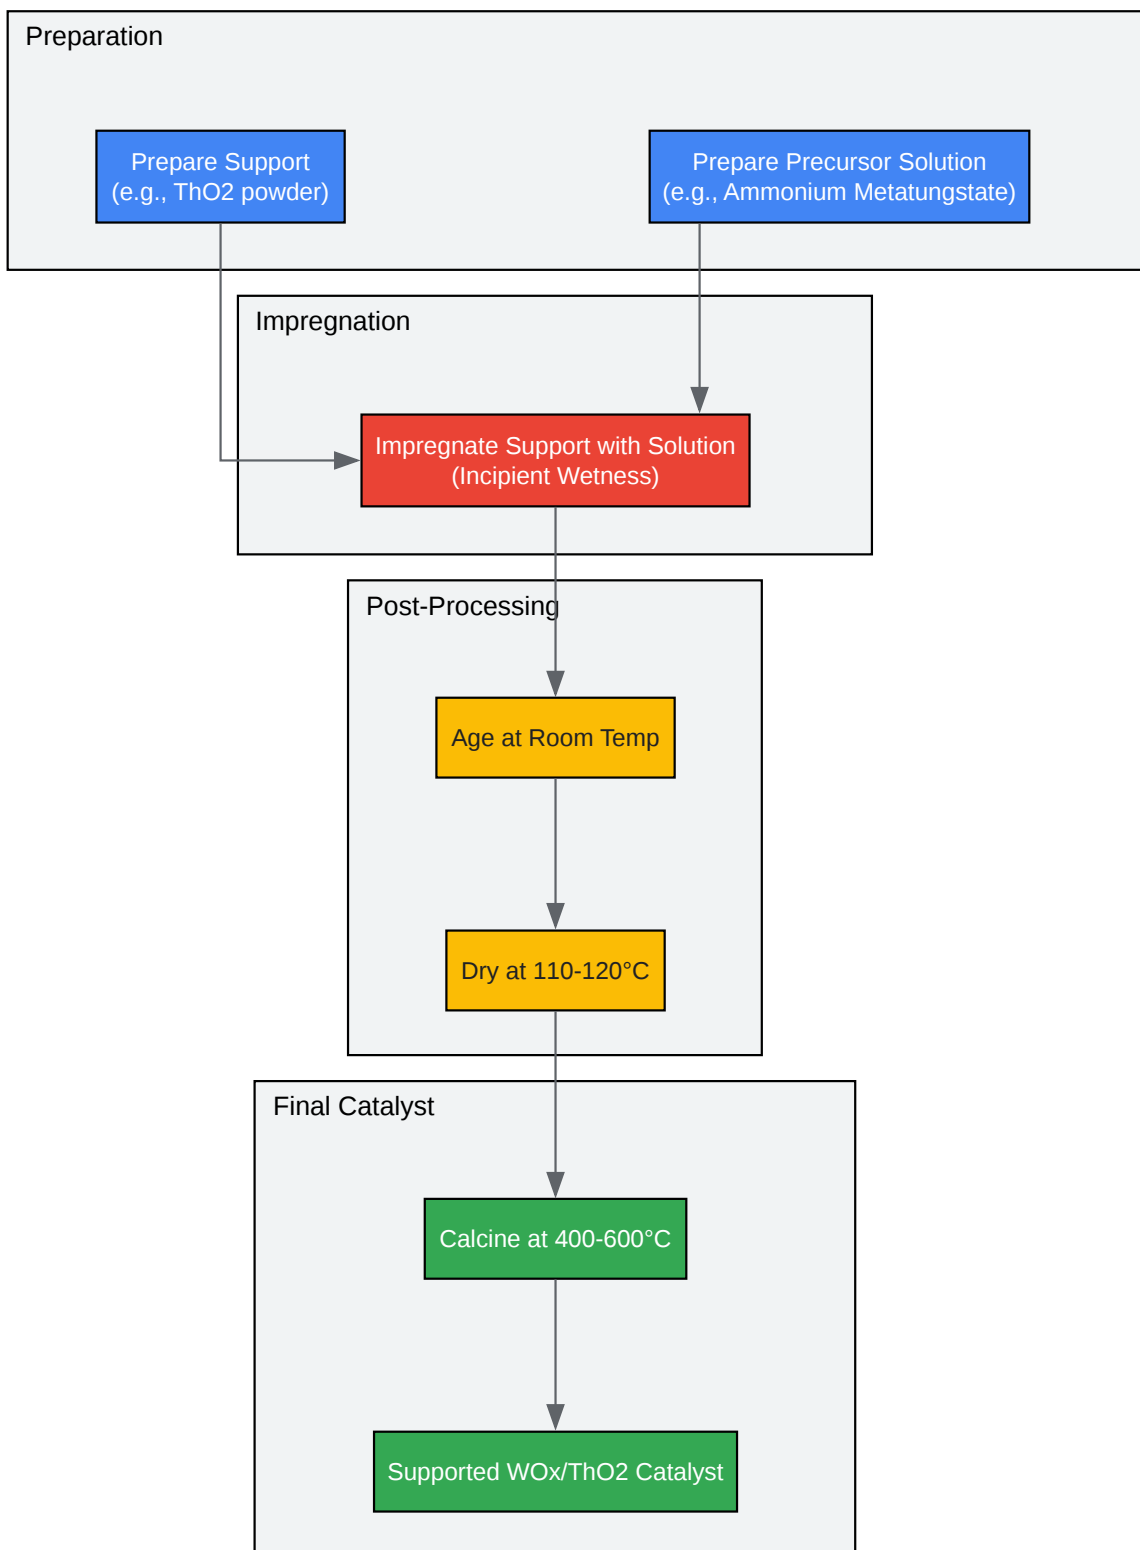 Preparation
Prepare Support
(e.g., ThO2 powder)
Prepare Precursor Solution
(e.g., Ammonium Metatungstate)
Impregnation
Impregnate Support with Solution
(Incipient Wetness)
Post-Processing
Age at Room Temp
Dry at 110-120°C
Final Catalyst
Calcine at 400-600°C
Supported WOx/ThO2 Catalyst